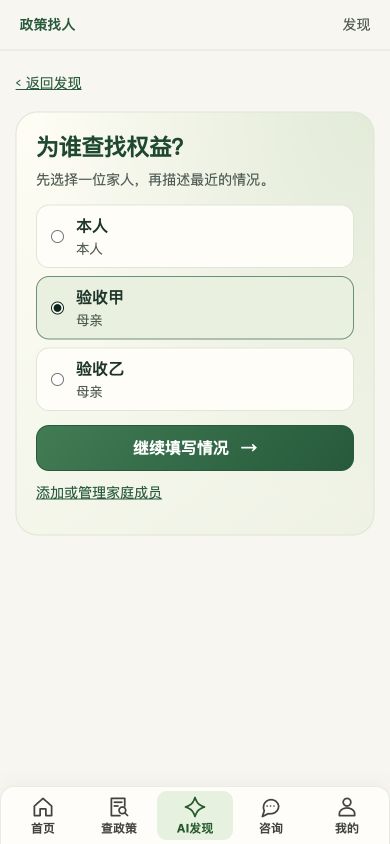 政策找人
发现
‹ 返回发现
为谁查找权益?
先选择一位家人，再描述最近的情况。
本人
本人
验收甲
母亲
验收乙
母亲
继续填写情况 →
添加或管理家庭成员
首页
查政策
AI发现
咨询
我的